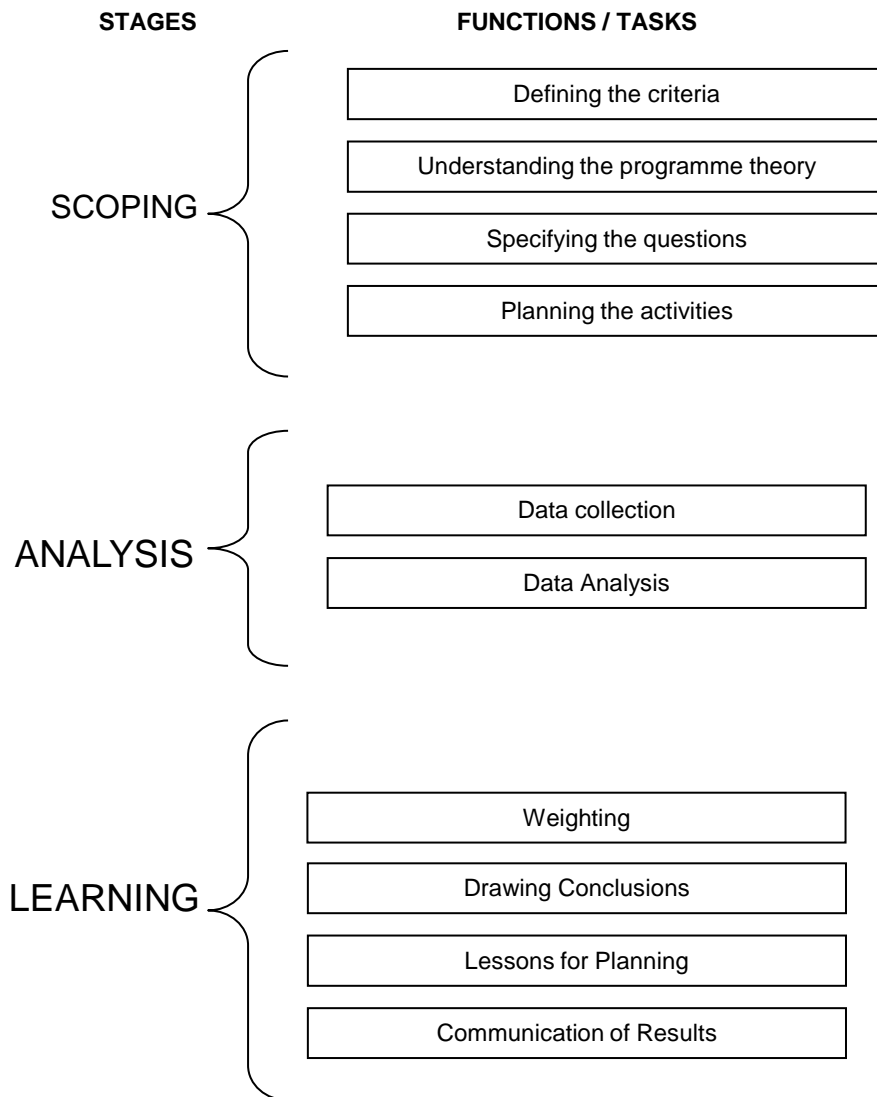 STAGES
FUNCTIONS / TASKS
SCOPING
Defining the criteria
Understanding the programme theory
Specifying the questions
Planning the activities
ANALYSIS
Data collection
Data Analysis
LEARNING
Weighting
Drawing Conclusions
Lessons for Planning
Communication of Results